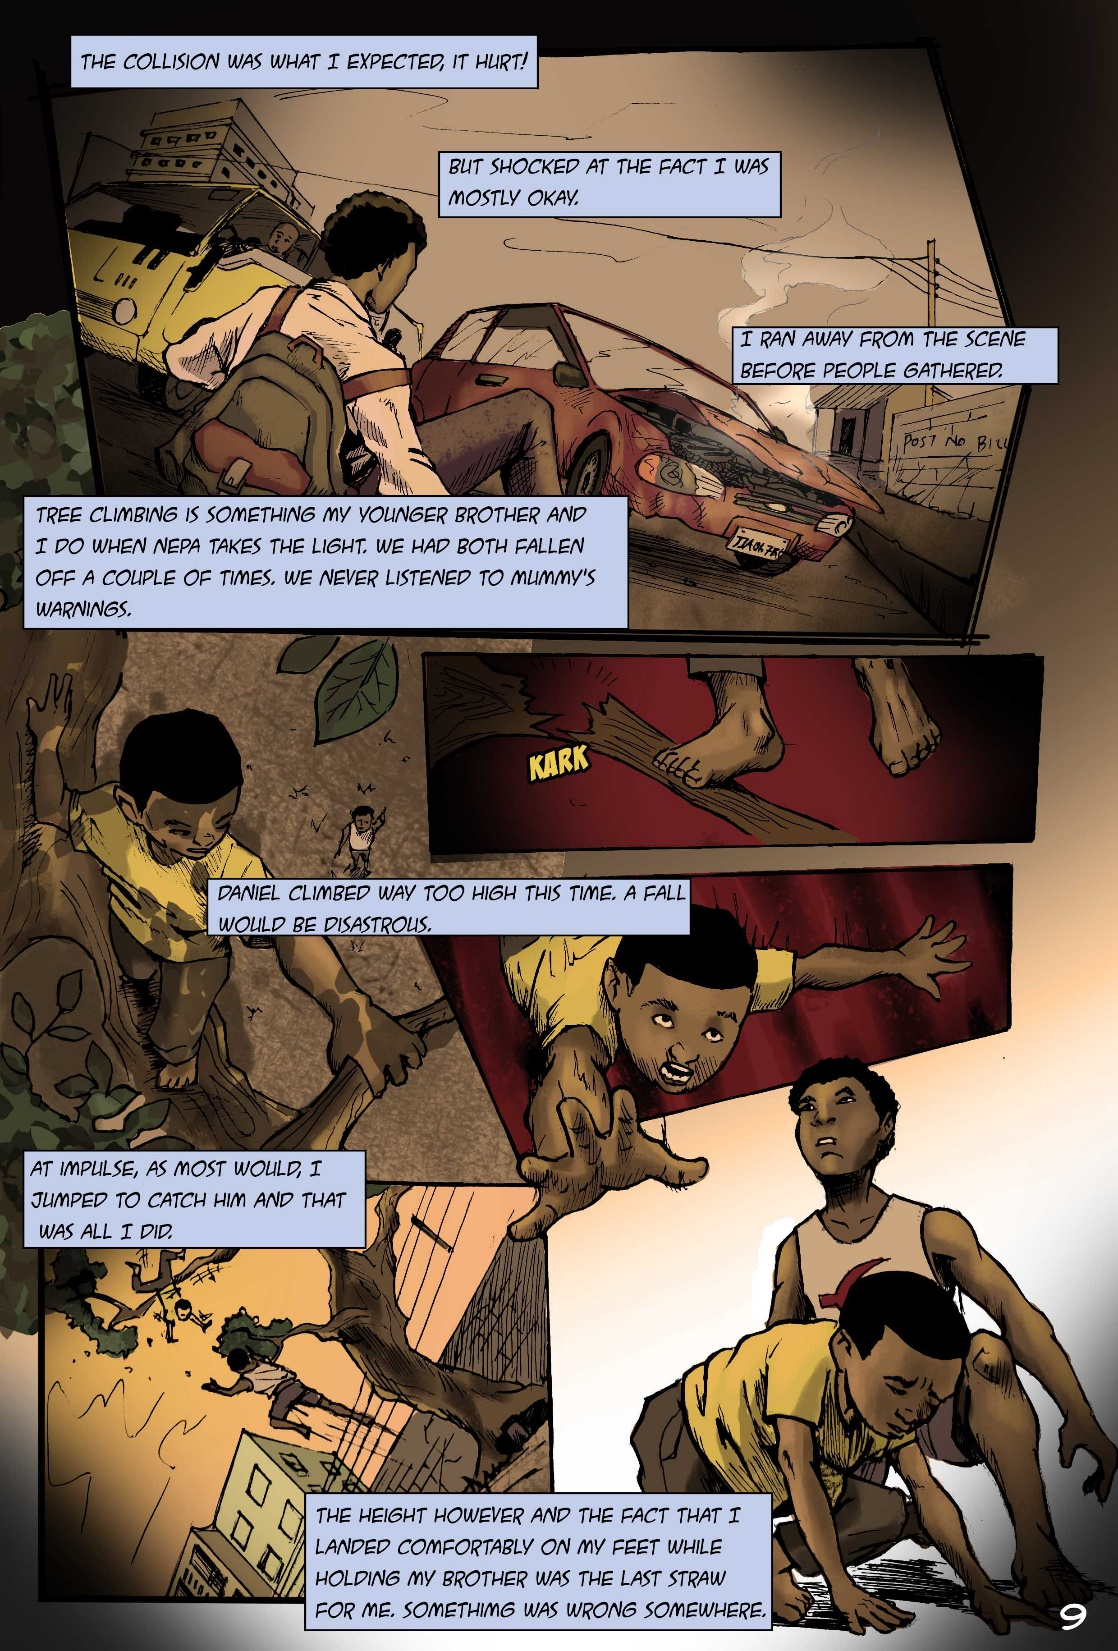 THE COLLISION WAS WHAT I EXPECTED, IT HURT!
BUT SHOCKED AT THE FACT I WAS
MOSTLY OKAY.
I RAN AWAY FROM THE SCENE
BEFORE PEOPLE GATHERED.
POST NO BILL
TREE CLIMBING IS SOMETHING MY YOUNGER BROTHER AND
I DO WHEN NEPA TAKES THE LIGHT. WE HAD BOTH FALLEN
OFF A COUPLE OF TIMES. WE NEVER LISTENED TO MUMMY'S
WARNINGS.
KARK
DANIEL CLIMBED WAY TOO HIGH THIS TIME. A FALL
WOULD BE DISASTROUS.
AT IMPULSE, AS MOST WOULD, I
JUMPED TO CATCH HIM AND THAT
WAS ALL I DID.
THE HEIGHT HOWEVER AND THE FACT THAT I
LANDED COMFORTABLY ON MY FEET WHILE
HOLDING MY BROTHER WAS THE LAST STRAW
FOR ME. SOMETHIMG WAS WRONG SOMEWHERE.
9